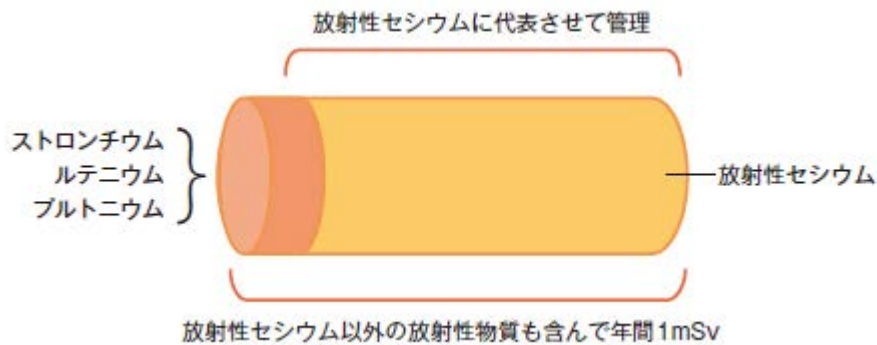 放射性セシウムに代表させて管理
ストロンチウム
ルテニウム
プルトニウム
放射性セシウム
放射性セシウム以外の放射性物質も含んで年間1mSv